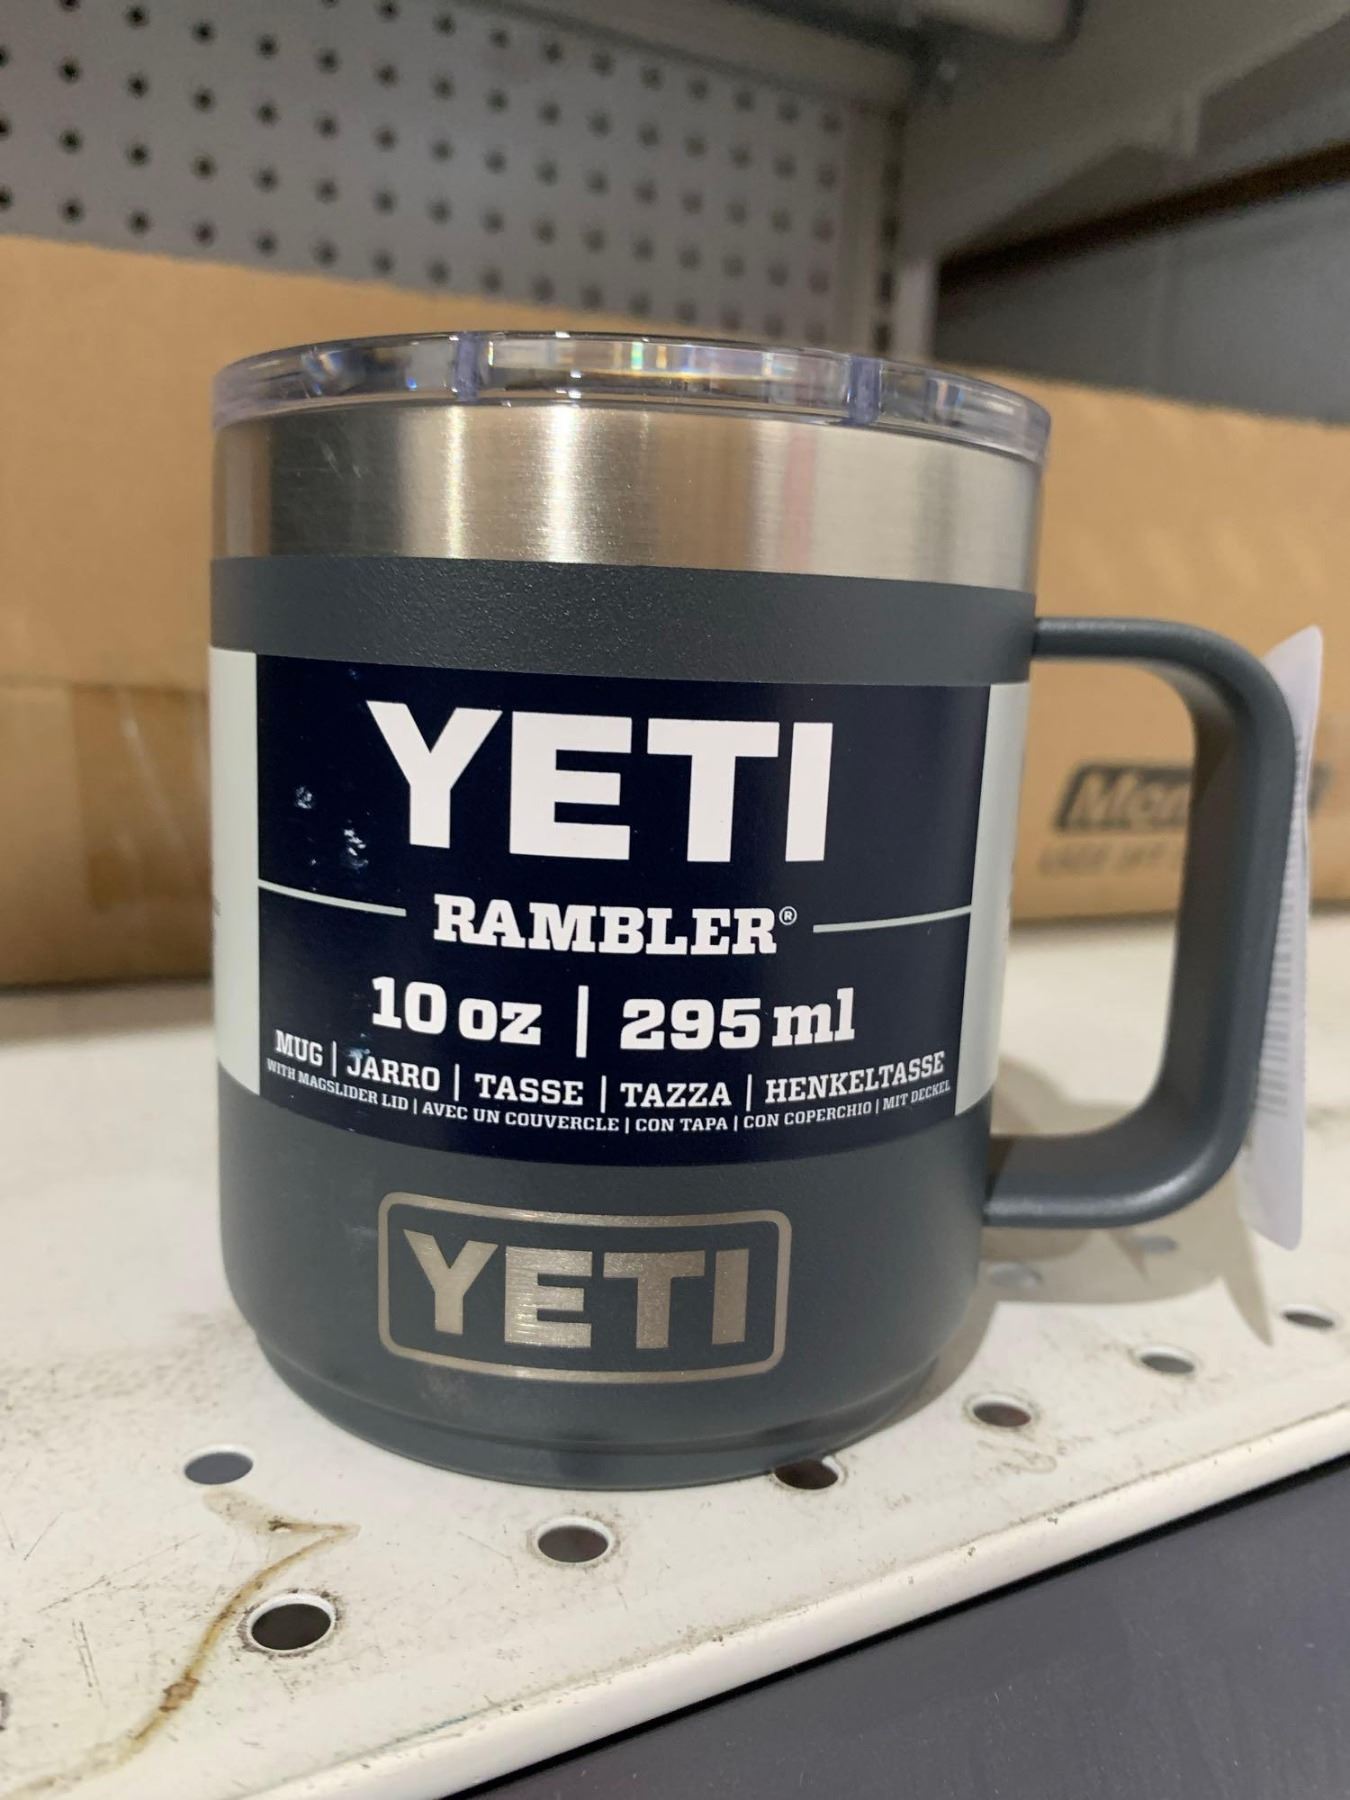 YETI
RAMBLER®
10 oz | 295 ml
MUG | JARRO | TASSE | TAZZA | HENKELTASSE
WITH MAGSLIDER LID | AVEC UN COUVERCLE | CON TAPA | CON COPERCHIO | MIT DECKEL
YETI